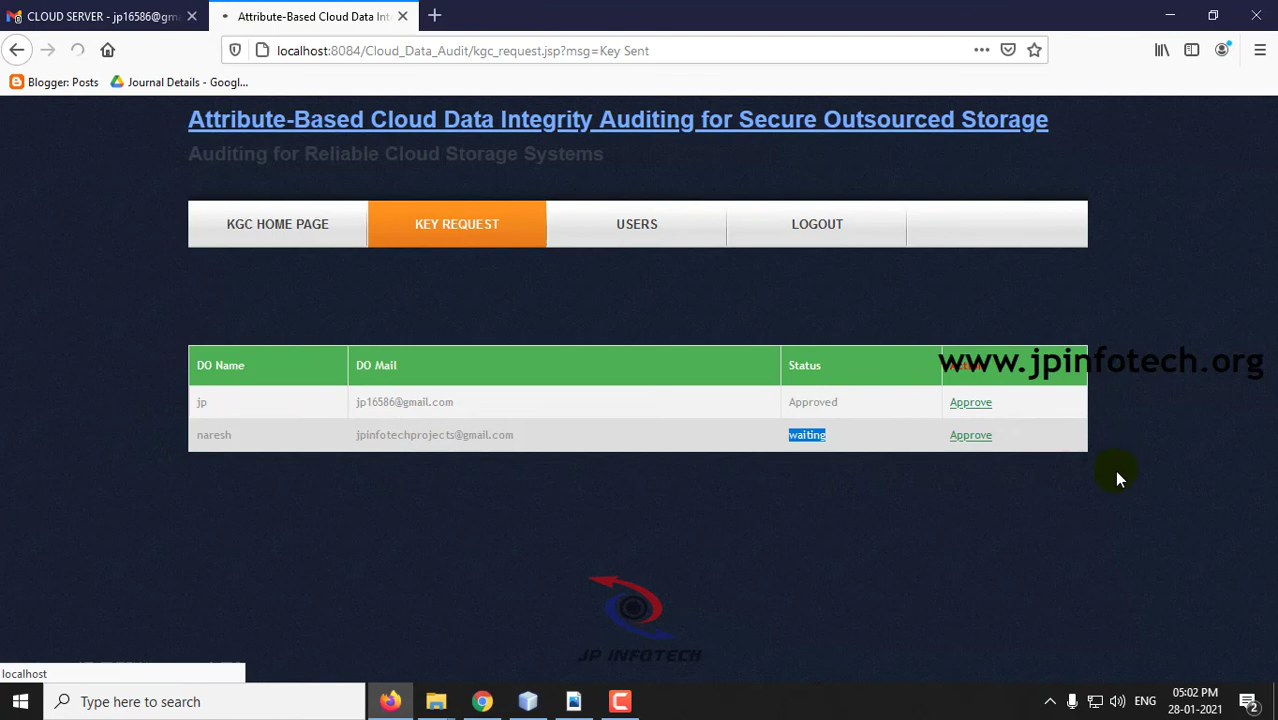 CLOUD SERVER - jp16586@gma
Attribute-Based Cloud Data Int
localhost:8084/Cloud_Data_Audit/kgc_request.jsp?msg=Key Sent
Blogger: Posts
Journal Details - Googl...
Attribute-Based Cloud Data Integrity Auditing for Secure Outsourced Storage
Auditing for Reliable Cloud Storage Systems
KGC HOME PAGE KEY REQUEST USERS LOGOUT
DO Name DO Mail Status Action
www.jpinfotech.org
jp jp16586@gmail.com Approved Approve
naresh jpinfotechprojects@gmail.com waiting Approve
JP INFOTECH
localhost
Type here to search
ENG
05:02 PM
28-01-2021
2